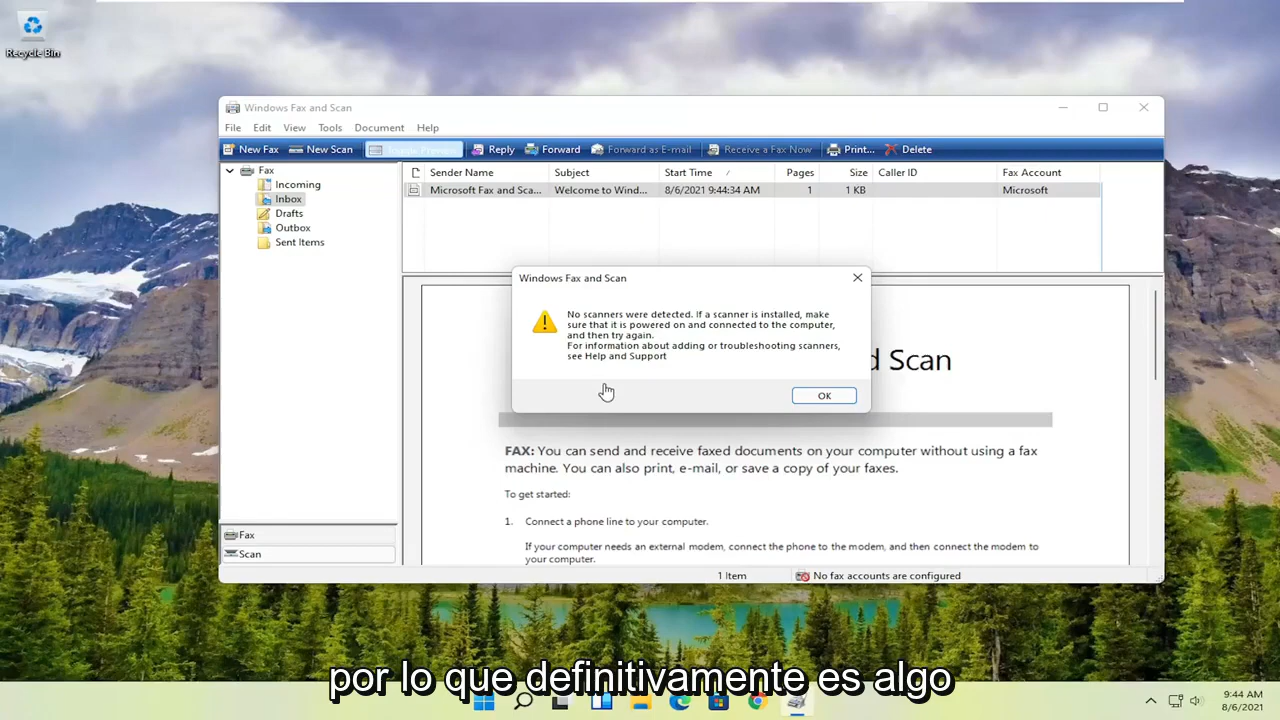 Recycle Bin
Windows Fax and Scan
File Edit View Tools Document Help
New Fax New Scan Toggle Preview Reply Forward Forward as E-mail Receive a Fax Now Print... Delete
Fax
Incoming
Inbox
Drafts
Outbox
Sent Items
Sender Name Subject Start Time Pages Size Caller ID Fax Account
Microsoft Fax and Sca... Welcome to Wind... 8/6/2021 9:44:34 AM 1 1 KB Microsoft
Windows Fax and Scan
No scanners were detected. If a scanner is installed, make
sure that it is powered on and connected to the computer,
and then try again.
For information about adding or troubleshooting scanners,
see Help and Support
OK
d Scan
FAX: You can send and receive faxed documents on your computer without using a fax
machine. You can also print, e-mail, or save a copy of your faxes.
To get started:
1. Connect a phone line to your computer.
If your computer needs an external modem, connect the phone to the modem, and then connect the modem to
your computer.
Fax
Scan
1 Item No fax accounts are configured
por lo que definitivamente es algo
9:44 AM
8/6/2021